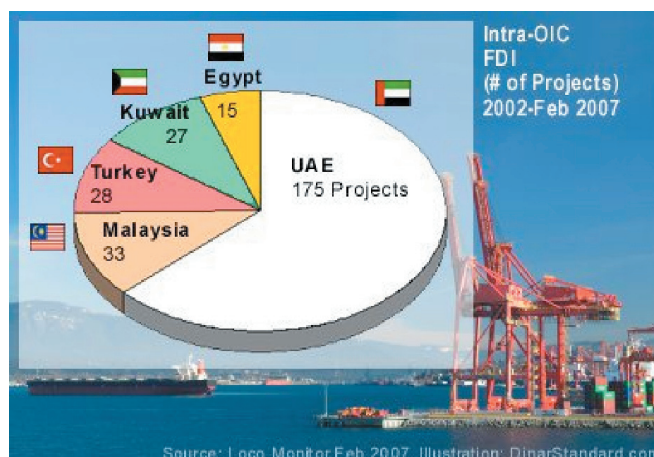 Intra-OIC
FDI
(# of Projects)
2002-Feb 2007
Egypt
15
Kuwait
27
UAE
175 Projects
Turkey
28
Malaysia
33
Source: Loco Monitor Feb 2007, Illustration: DinarStandard.com